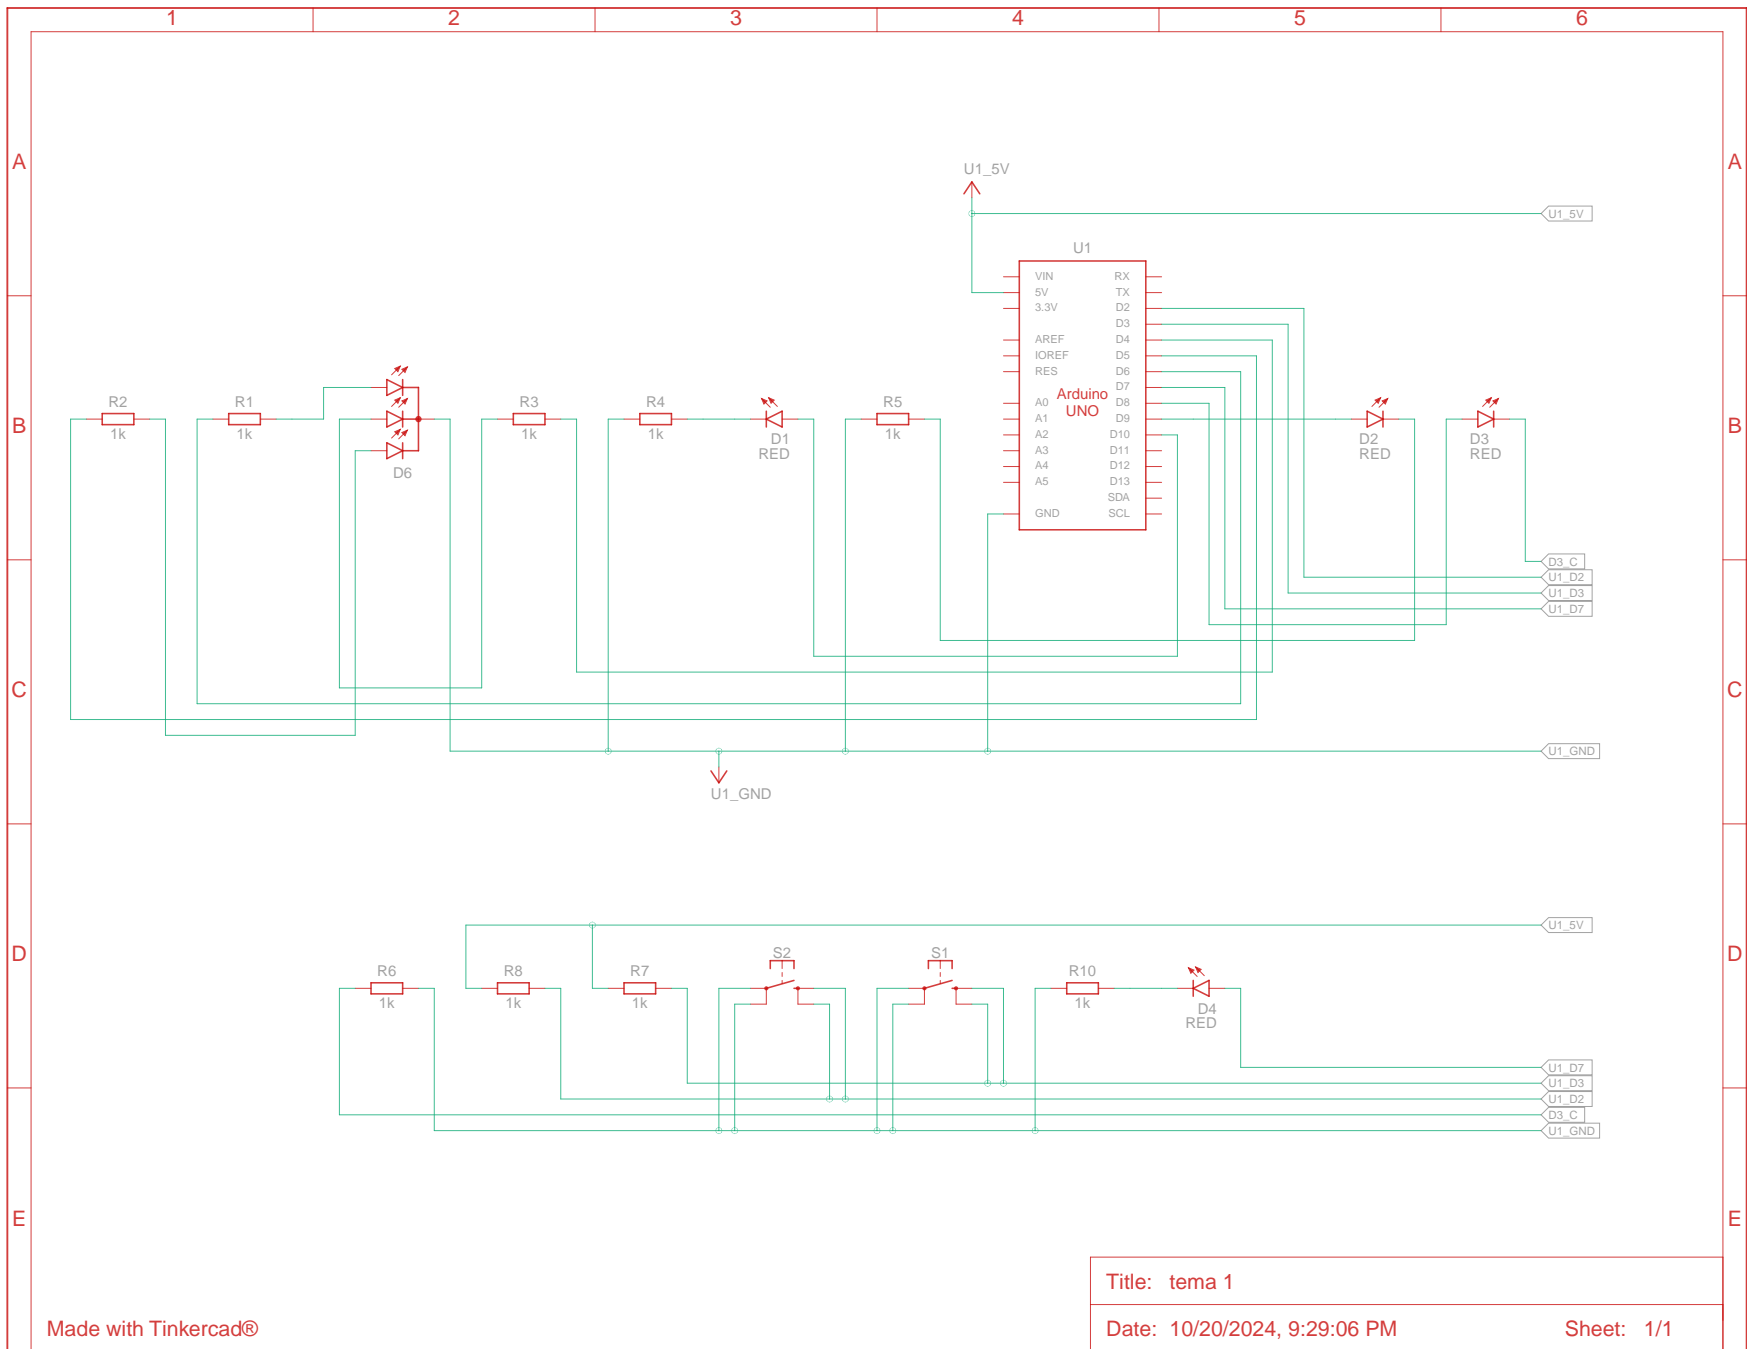 1 2 3 4 5 6
A A
U1_5V
U1_5V
U1
VIN RX
5V TX
3.3V D2
D3
AREF D4
IOREF D5
RES D6
D7
Arduino
UNO
A0 D8
A1 D9
A2 D10
A3 D11
A4 D12
A5 D13
SDA
GND SCL
B B
R2
1k
R1
1k
D6
R3
1k
R4
1k
D1
RED
R5
1k
D2
RED
D3
RED
D3_C
U1_D2
U1_D3
U1_D7
C C
U1_GND
U1_GND
U1_5V
D D
R6
1k
R8
1k
R7
1k
S2
S1
R10
1k
D4
RED
U1_D7
U1_D3
U1_D2
D3_C
U1_GND
E E
Title: tema 1
Made with Tinkercad®
Date: 10/20/2024, 9:29:06 PM Sheet: 1/1